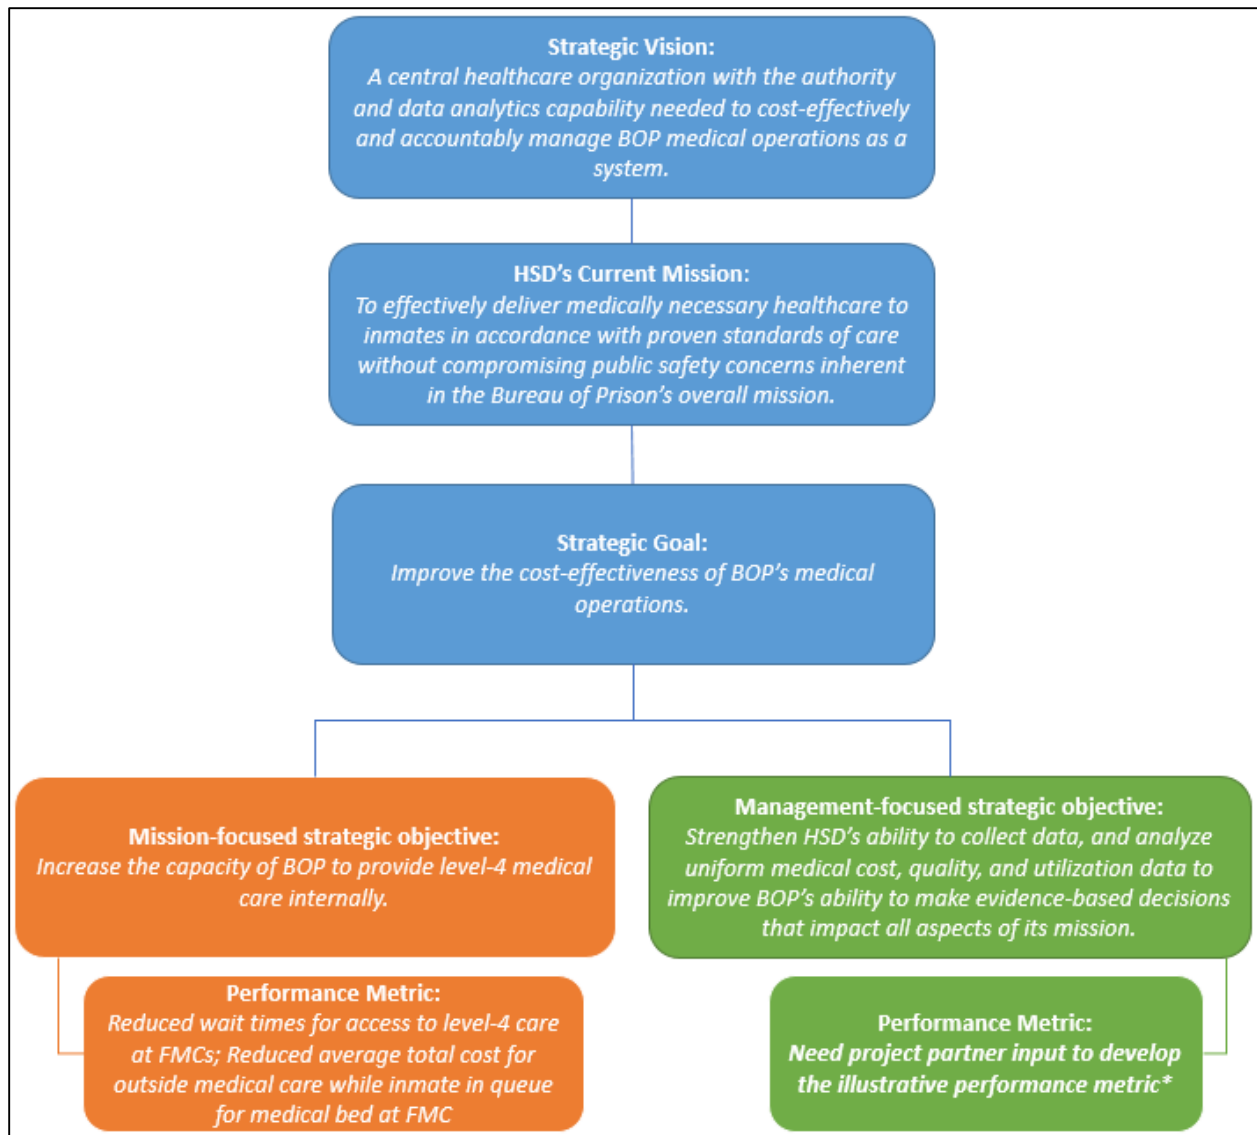 Strategic Vision:
A central healthcare organization with the authority
and data analytics capability needed to cost-effectively
and accountably manage BOP medical operations as a
system.
HSD's Current Mission:
To effectively deliver medically necessary healthcare to
inmates in accordance with proven standards of care
without compromising public safety concerns inherent
in the Bureau of Prison's overall mission.
Strategic Goal:
Improve the cost-effectiveness of BOP's medical
operations.
Mission-focused strategic objective:
Increase the capacity of BOP to provide level-4 medical
care internally.
Performance Metric:
Reduced wait times for access to level-4 care
at FMCs; Reduced average total cost for
outside medical care while inmate in queue
for medical bed at FMC
Management-focused strategic objective:
Strengthen HSD's ability to collect data, and analyze
uniform medical cost, quality, and utilization data to
improve BOP's ability to make evidence-based decisions
that impact all aspects of its mission.
Performance Metric:
Need project partner input to develop
the illustrative performance metric*